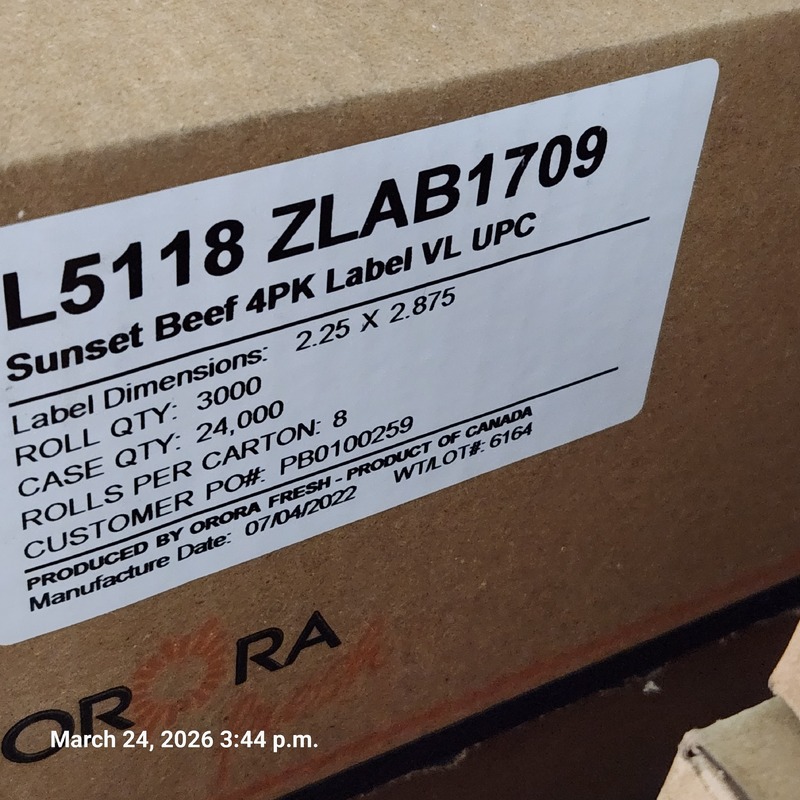 L5118 ZLAB1709
Sunset Beef 4PK Label VL UPC
Label Dimensions: 2.25 X 2.875
ROLL QTY: 3000
CASE QTY: 24,000
ROLLS PER CARTON: 8
CUSTOMER PO#: PB0100259
PRODUCED BY ORORA FRESH - PRODUCT OF CANADA
Manufacture Date: 07/04/2022 WT/LOT#: 6164
ORORA
fresh
March 24, 2026 3:44 p.m.